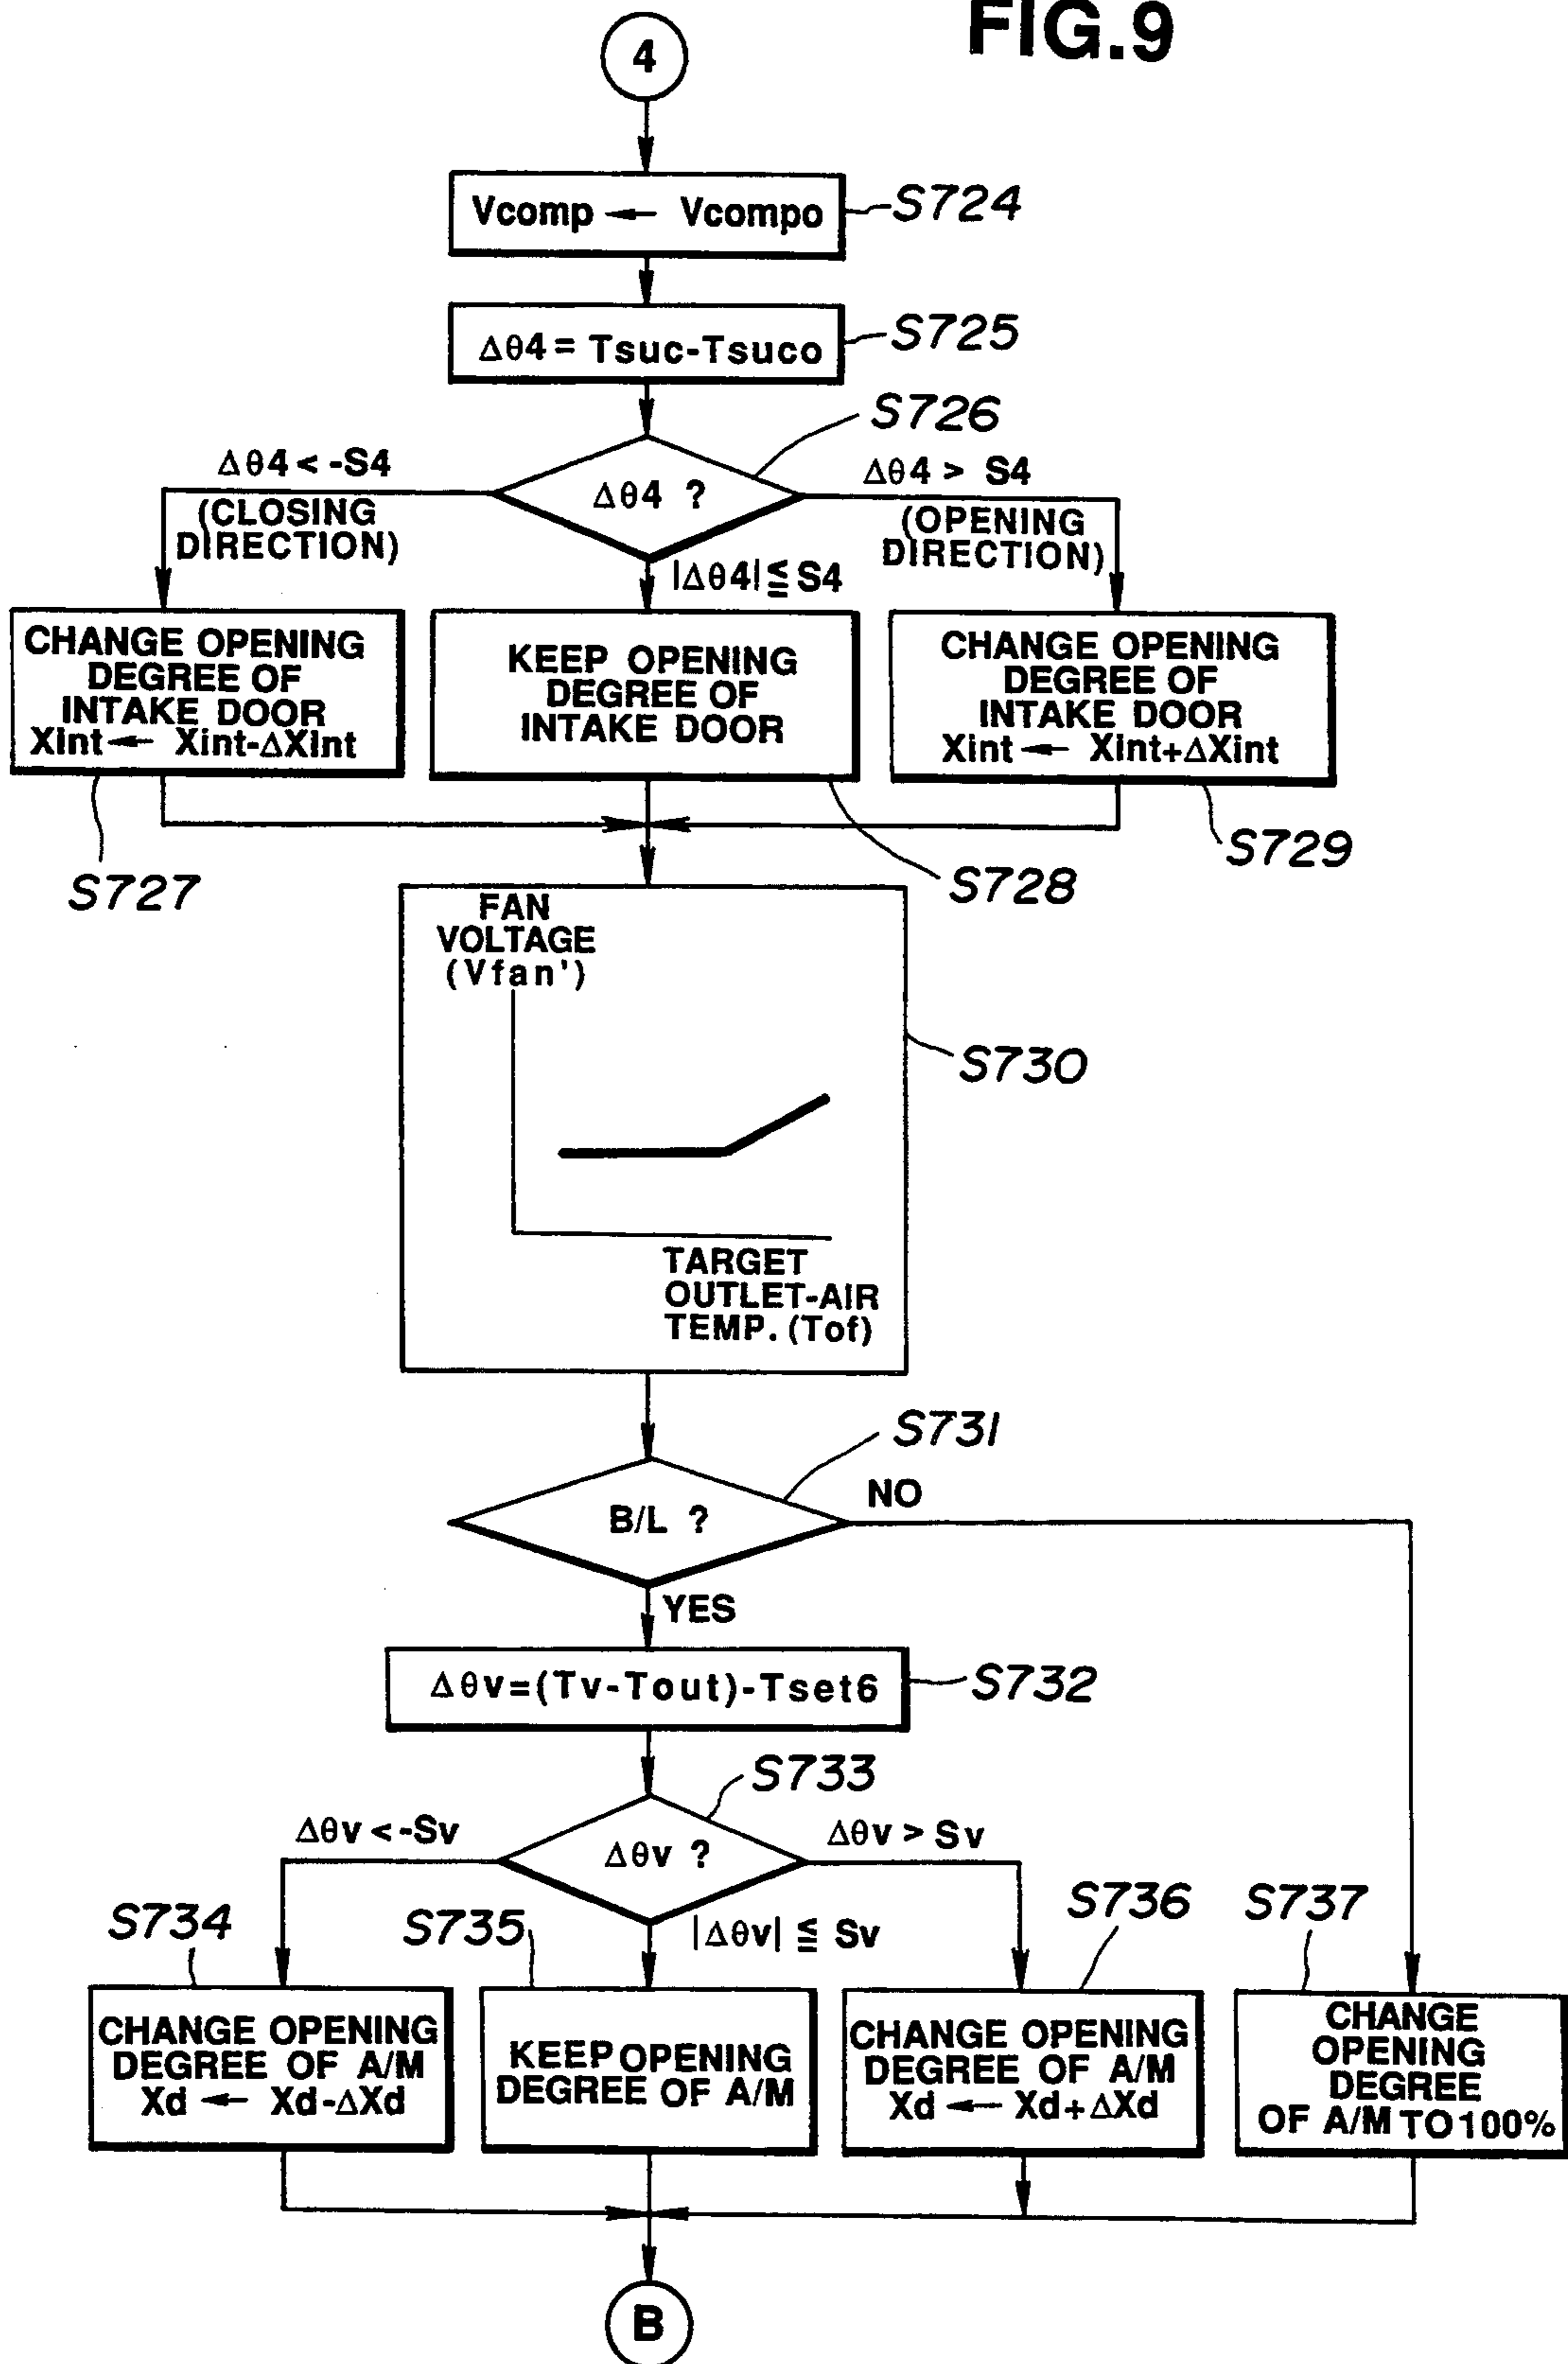 FIG.9
4
Vcomp ← Vcompo
S724
Δθ4 = Tsuc-Tsuco
S725
S726
Δθ4 < -S4
(CLOSING
DIRECTION)
Δθ4 ?
Δθ4 > S4
(OPENING
DIRECTION)
|Δθ4| ≦ S4
CHANGE OPENING
DEGREE OF
INTAKE DOOR
Xint ← Xint-ΔXint
KEEP OPENING
DEGREE OF
INTAKE DOOR
CHANGE OPENING
DEGREE OF
INTAKE DOOR
Xint ← Xint+ΔXint
S727
S728
S729
FAN
VOLTAGE
(Vfan')
S730
TARGET
OUTLET-AIR
TEMP. (Tof)
S731
B/L ?
NO
YES
Δθv=(Tv-Tout)-Tset6
S732
S733
Δθv < -Sv
Δθv ?
Δθv > Sv
|Δθv| ≦ Sv
S734
S735
S736
S737
CHANGE OPENING
DEGREE OF A/M
Xd ← Xd-ΔXd
KEEP OPENING
DEGREE OF A/M
CHANGE OPENING
DEGREE OF A/M
Xd ← Xd+ΔXd
CHANGE
OPENING
DEGREE
OF A/M TO 100%
B